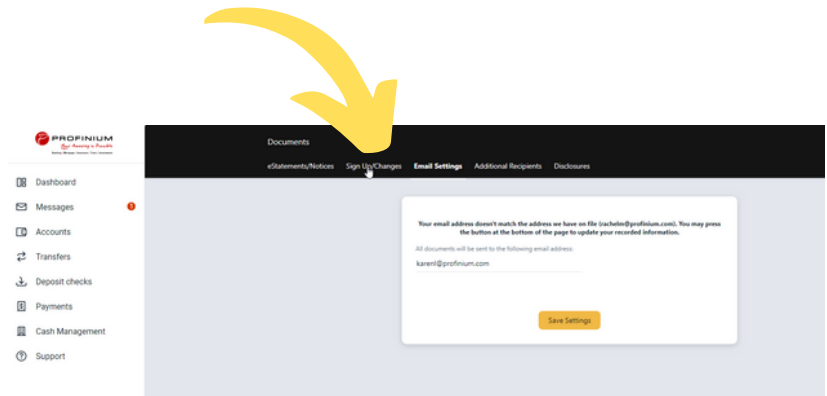 PROFINIUM
Documents
eStatements/Notices Sign Up/Changes Email Settings Additional Recipients Disclosures
Dashboard
Messages 1
Accounts
Transfers
Deposit checks
Payments
Cash Management
Support
Your email address doesn't match the address we have on file (rachelm@profinium.com). You may press
the button at the bottom of the page to update your recorded information.
All documents will be sent to the following email address:
karenl@profinium.com
Save Settings